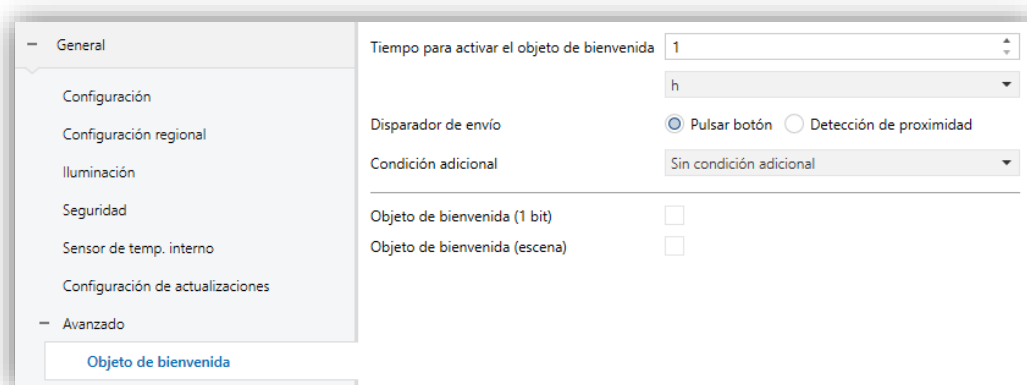 General
Configuración
Configuración regional
Iluminación
Seguridad
Sensor de temp. interno
Configuración de actualizaciones
Avanzado
Objeto de bienvenida
Tiempo para activar el objeto de bienvenida 1
h
Disparador de envío Pulsar botón Detección de proximidad
Condición adicional Sin condición adicional
Objeto de bienvenida (1 bit)
Objeto de bienvenida (escena)